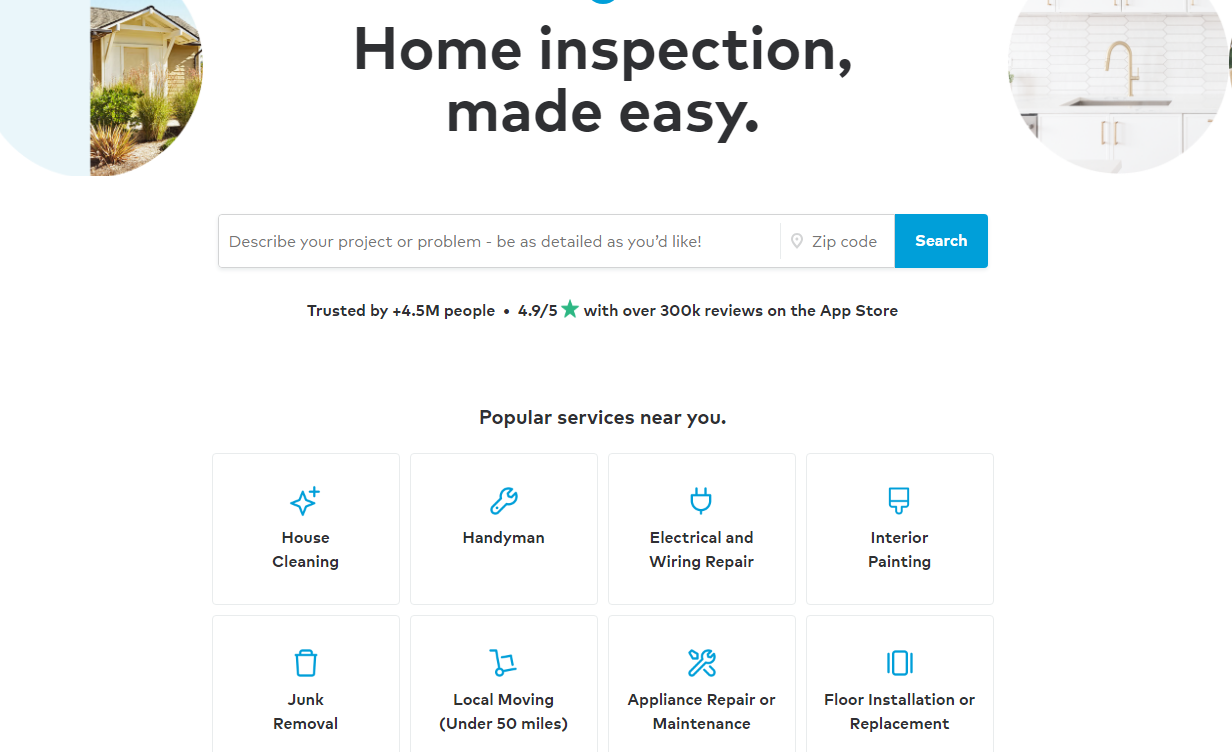 Home inspection,
made easy.
Describe your project or problem - be as detailed as you’d like!
Zip code
Search
Trusted by +4.5M people • 4.9/5 ★ with over 300k reviews on the App Store
Popular services near you.
House
Cleaning
Handyman
Electrical and
Wiring Repair
Interior
Painting
Junk
Removal
Local Moving
(Under 50 miles)
Appliance Repair or
Maintenance
Floor Installation or
Replacement